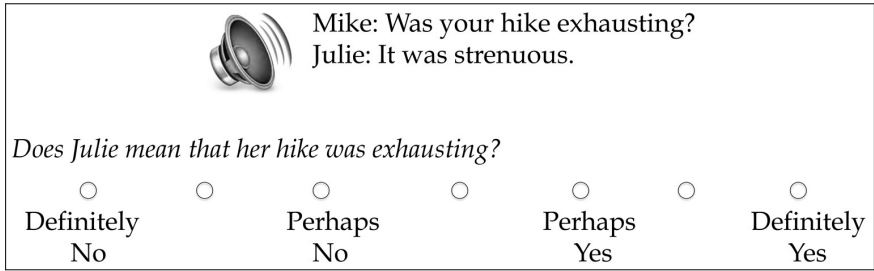 Mike: Was your hike exhausting?
Julie: It was strenuous.
Does Julie mean that her hike was exhausting?
Definitely Perhaps Perhaps Definitely
No No Yes Yes